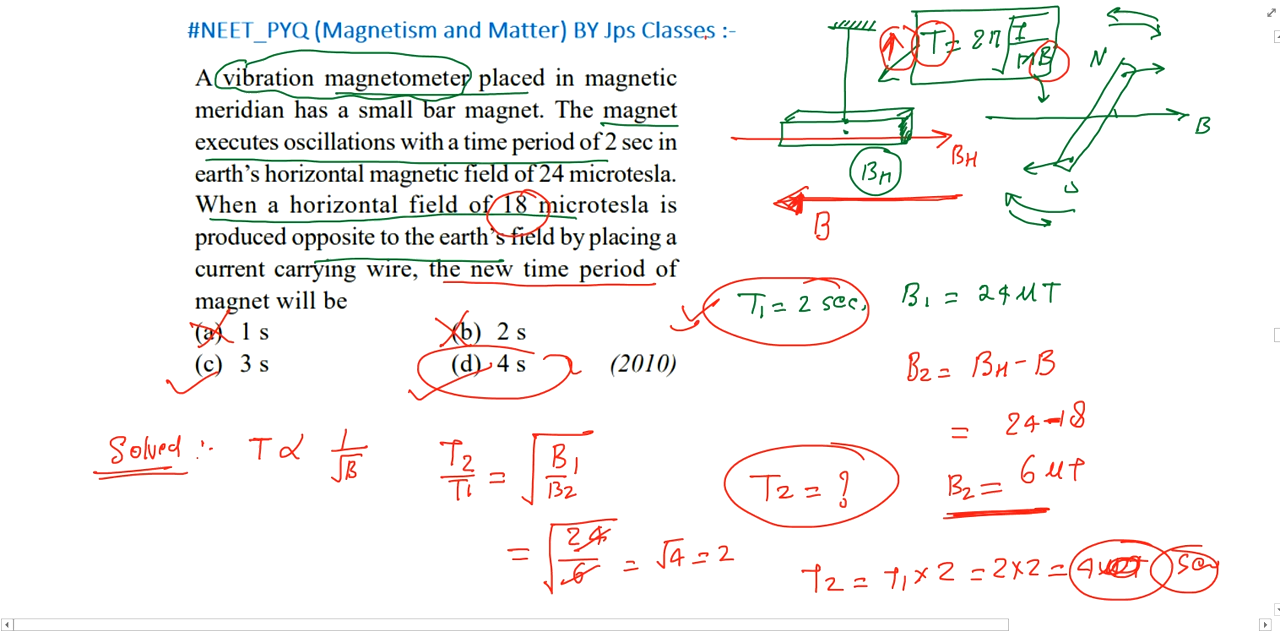 #NEET_PYQ (Magnetism and Matter) BY Jps Classes :-
A vibration magnetometer placed in magnetic
meridian has a small bar magnet. The magnet
executes oscillations with a time period of 2 sec in
earth's horizontal magnetic field of 24 microtesla.
When a horizontal field of 18 microtesla is
produced opposite to the earth's field by placing a
current carrying wire, the new time period of
magnet will be
(a) 1 s (b) 2 s
(c) 3 s (d) 4 s (2010)
T = 2π√I/MB
N
B
S
BH
BH
B
T1 = 2 sec, B1 = 24 μT
B2 = BH - B
= 24-18
B2 = 6 μT
T2 = ?
Solved :- T ∝ 1/√B T2/T1 = √B1/B2
= √24/6 = √4 = 2
T2 = T1 × 2 = 2×2 = 4 sec